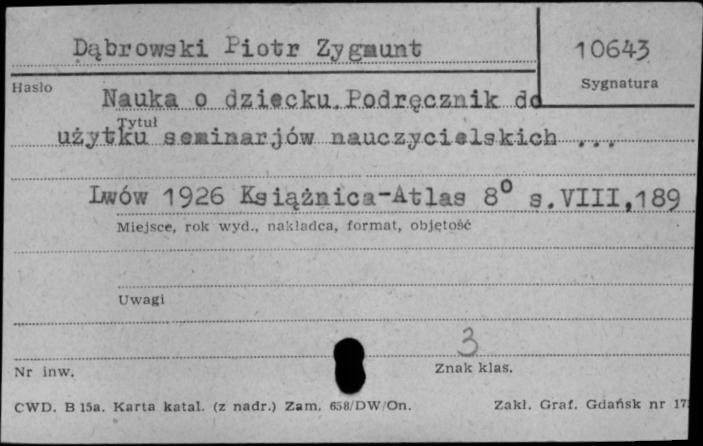 Dąbrowski Piotr Zygmunt
10643
Hasło
Sygnatura
Nauka o dziecku. Podręcznik do
Tytuł
użytku seminarjów nauczycielskich ...
Lwów 1926 Książnica-Atlas 8° s. VIII, 189
Miejsce, rok wyd., nakładca, format, objętość
Uwagi
3
Nr inw.
Znak klas.
CWD. B 15a. Karta katal. (z nadr.) Zam. 658/DW/On.
Zakł. Graf. Gdańsk nr